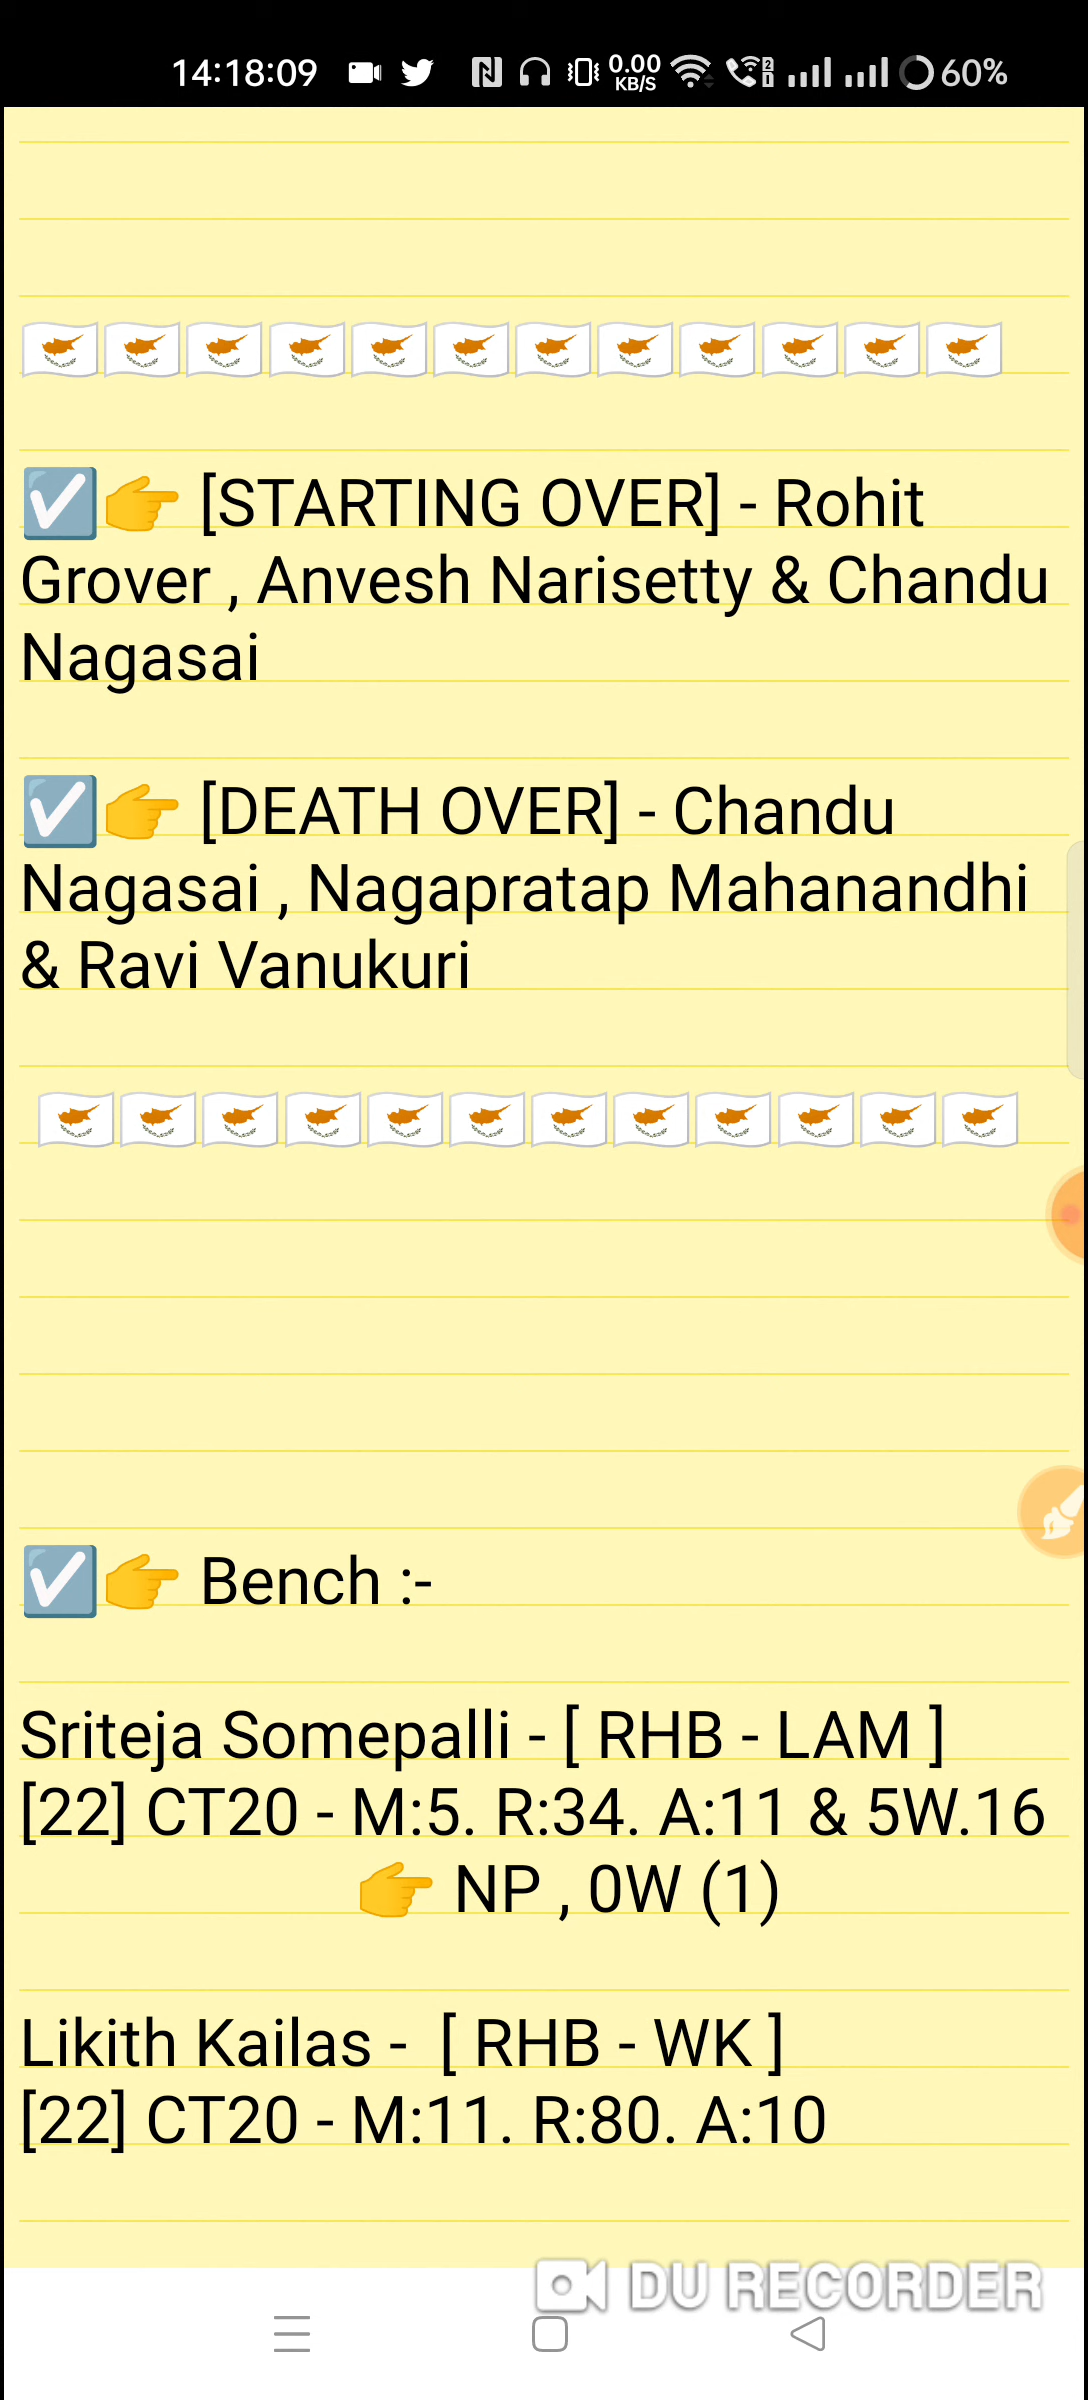 14:18:09 0.00 KB/S 2 1 60%
🇨🇾🇨🇾🇨🇾🇨🇾🇨🇾🇨🇾🇨🇾🇨🇾🇨🇾🇨🇾🇨🇾🇨🇾
☑👉 [STARTING OVER] - Rohit
Grover , Anvesh Narisetty & Chandu
Nagasai
☑👉 [DEATH OVER] - Chandu
Nagasai , Nagapratap Mahanandhi
& Ravi Vanukuri
🇨🇾🇨🇾🇨🇾🇨🇾🇨🇾🇨🇾🇨🇾🇨🇾🇨🇾🇨🇾🇨🇾🇨🇾
☑👉 Bench :-
Sriteja Somepalli - [ RHB - LAM ]
[22] CT20 - M:5. R:34. A:11 & 5W.16
👉 NP , 0W (1)
Likith Kailas - [ RHB - WK ]
[22] CT20 - M:11. R:80. A:10
DU RECORDER